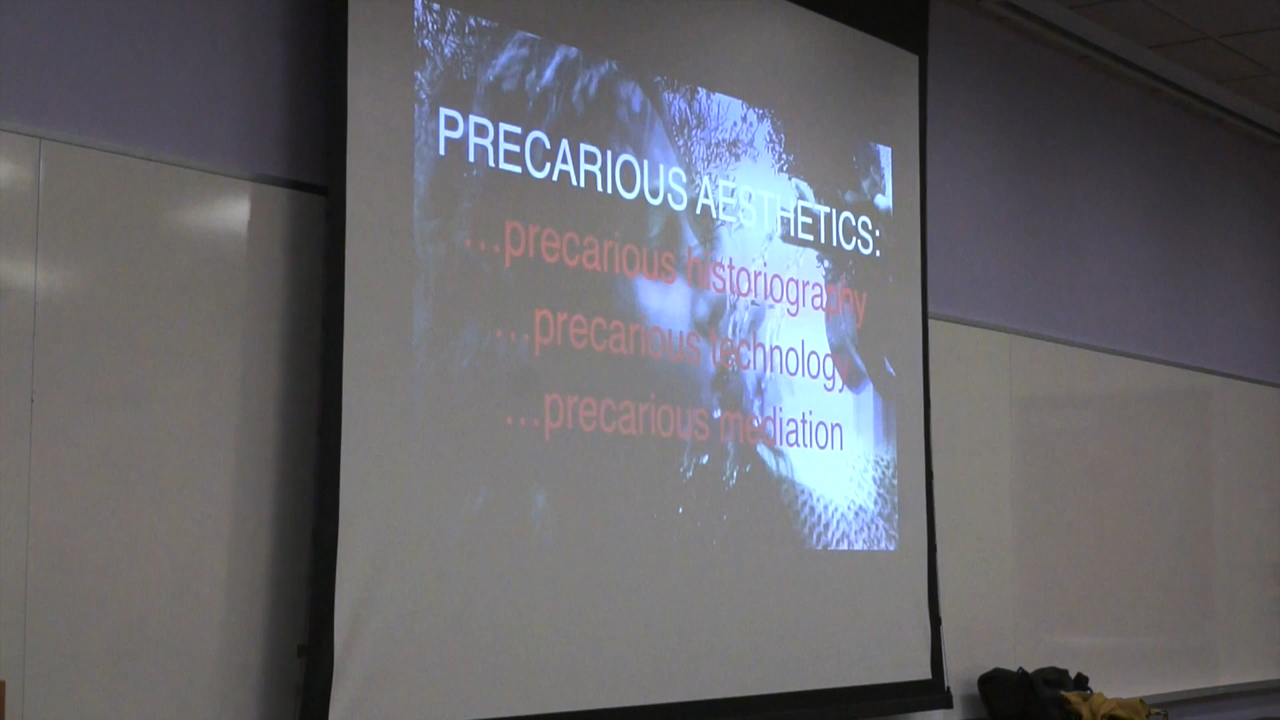 PRECARIOUS AESTHETICS:
...precarious historiography
...precarious technology
...precarious mediation